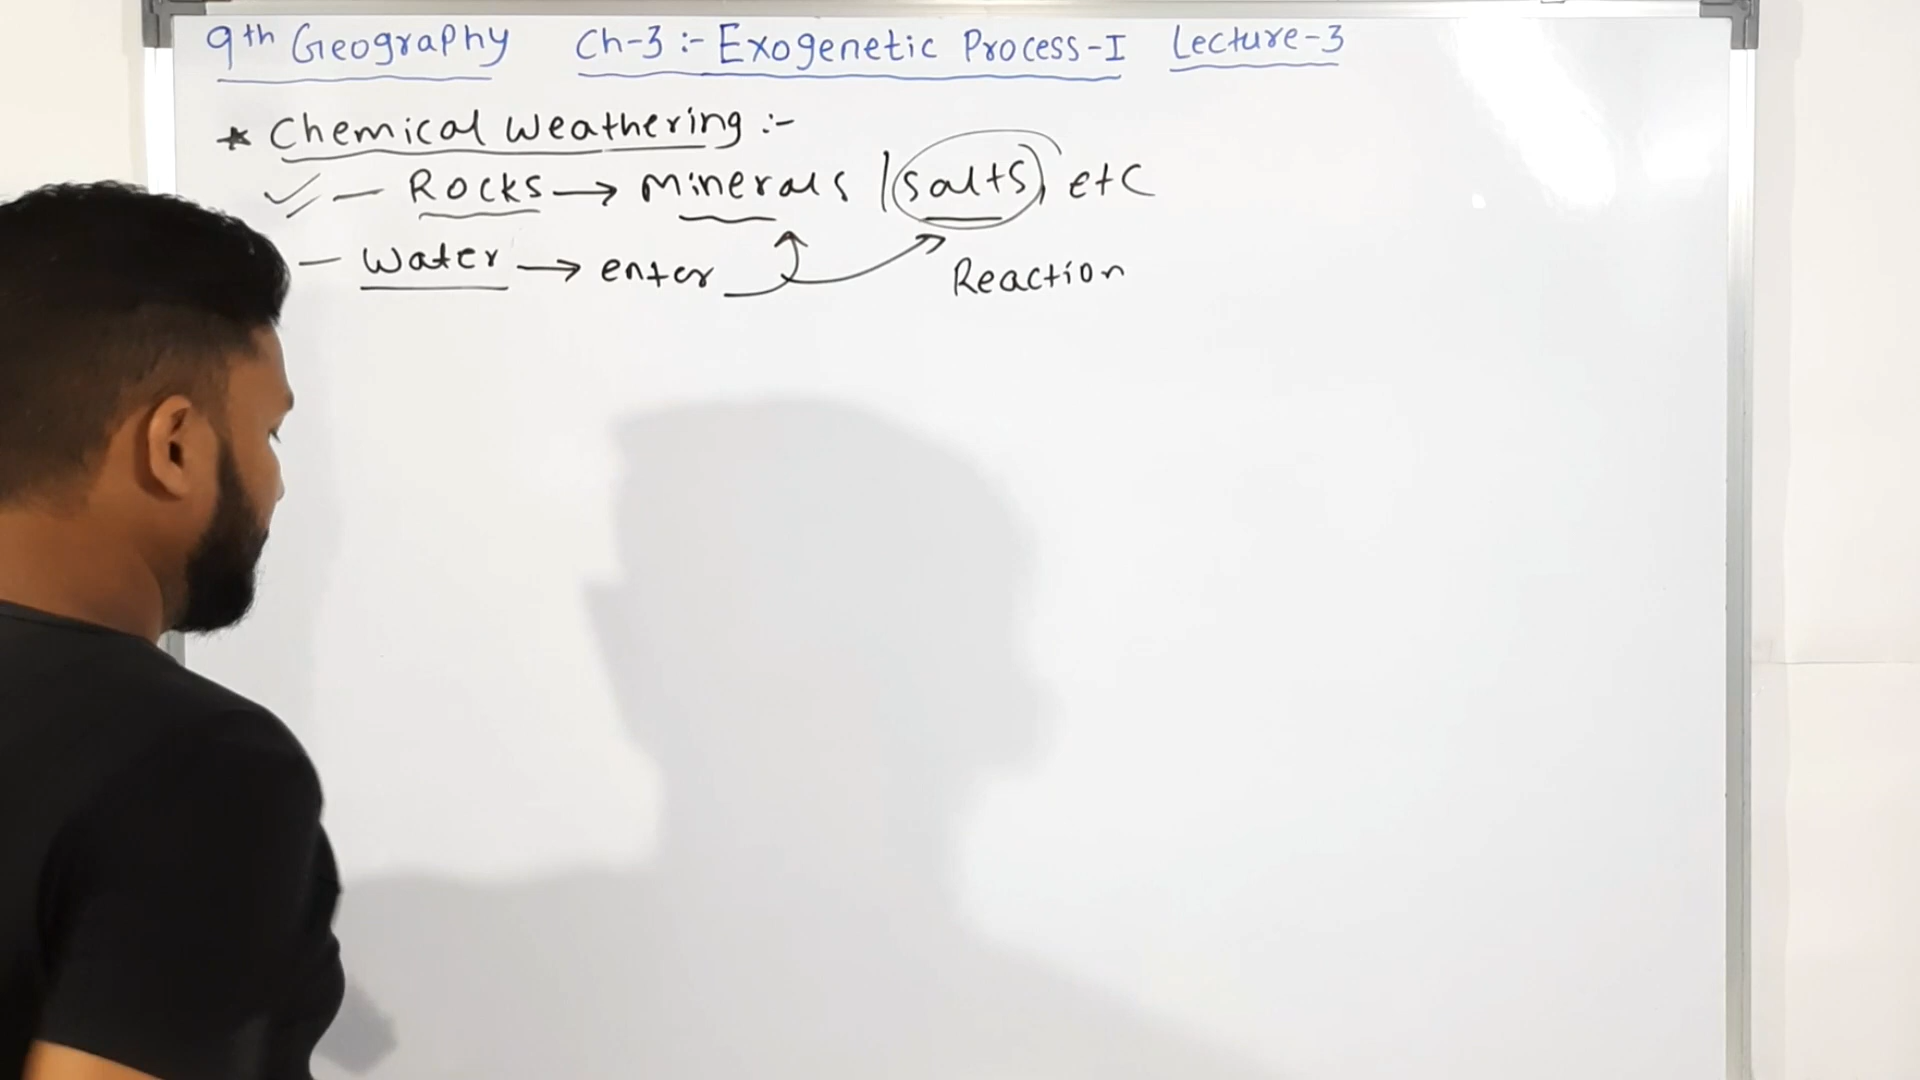 9th Geography Ch-3 :- Exogenetic Process-I Lecture-3
* Chemical weathering :-
✓ - Rocks → minerals | salts, etc
- Water → enter Reaction